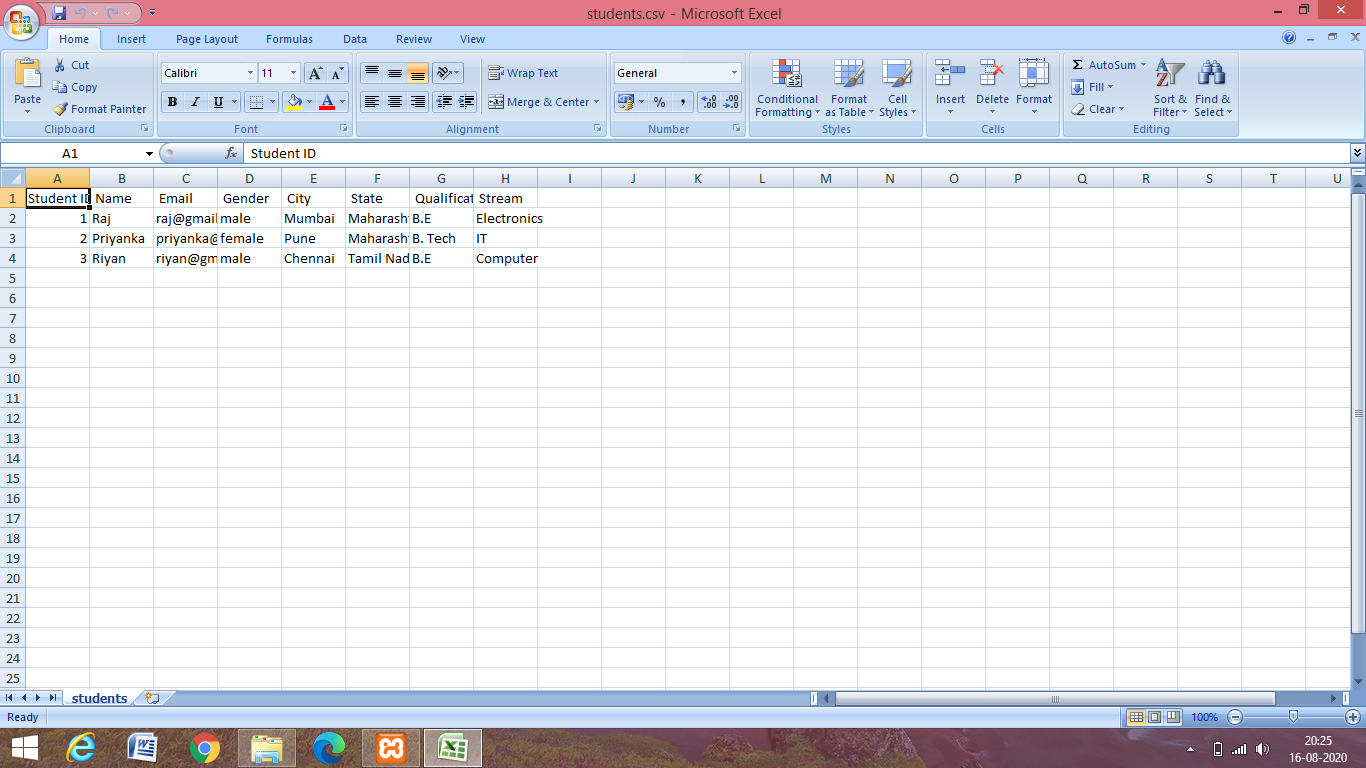 students.csv - Microsoft Excel
Home Insert Page Layout Formulas Data Review View
Paste Cut Copy Format Painter
Calibri 11 A A
B I U A
Wrap Text
Merge & Center
General
% ,
Conditional Formatting Format as Table Cell Styles
Insert Delete Format
Σ AutoSum Fill Clear
Sort & Filter Find & Select
Clipboard Font Alignment Number Styles Cells Editing
A1 fx Student ID
A B C D E F G H I J K L M N O P Q R S T U
1 Student ID Name Email Gender City State Qualificat Stream
2 1 Raj raj@gmail male Mumbai Maharasht B.E Electronics
3 2 Priyanka priyanka@ female Pune Maharasht B. Tech IT
4 3 Riyan riyan@gm male Chennai Tamil Nad B.E Computer
5
6
7
8
9
10
11
12
13
14
15
16
17
18
19
20
21
22
23
24
25
students
Ready 100%
20:25
16-08-2020